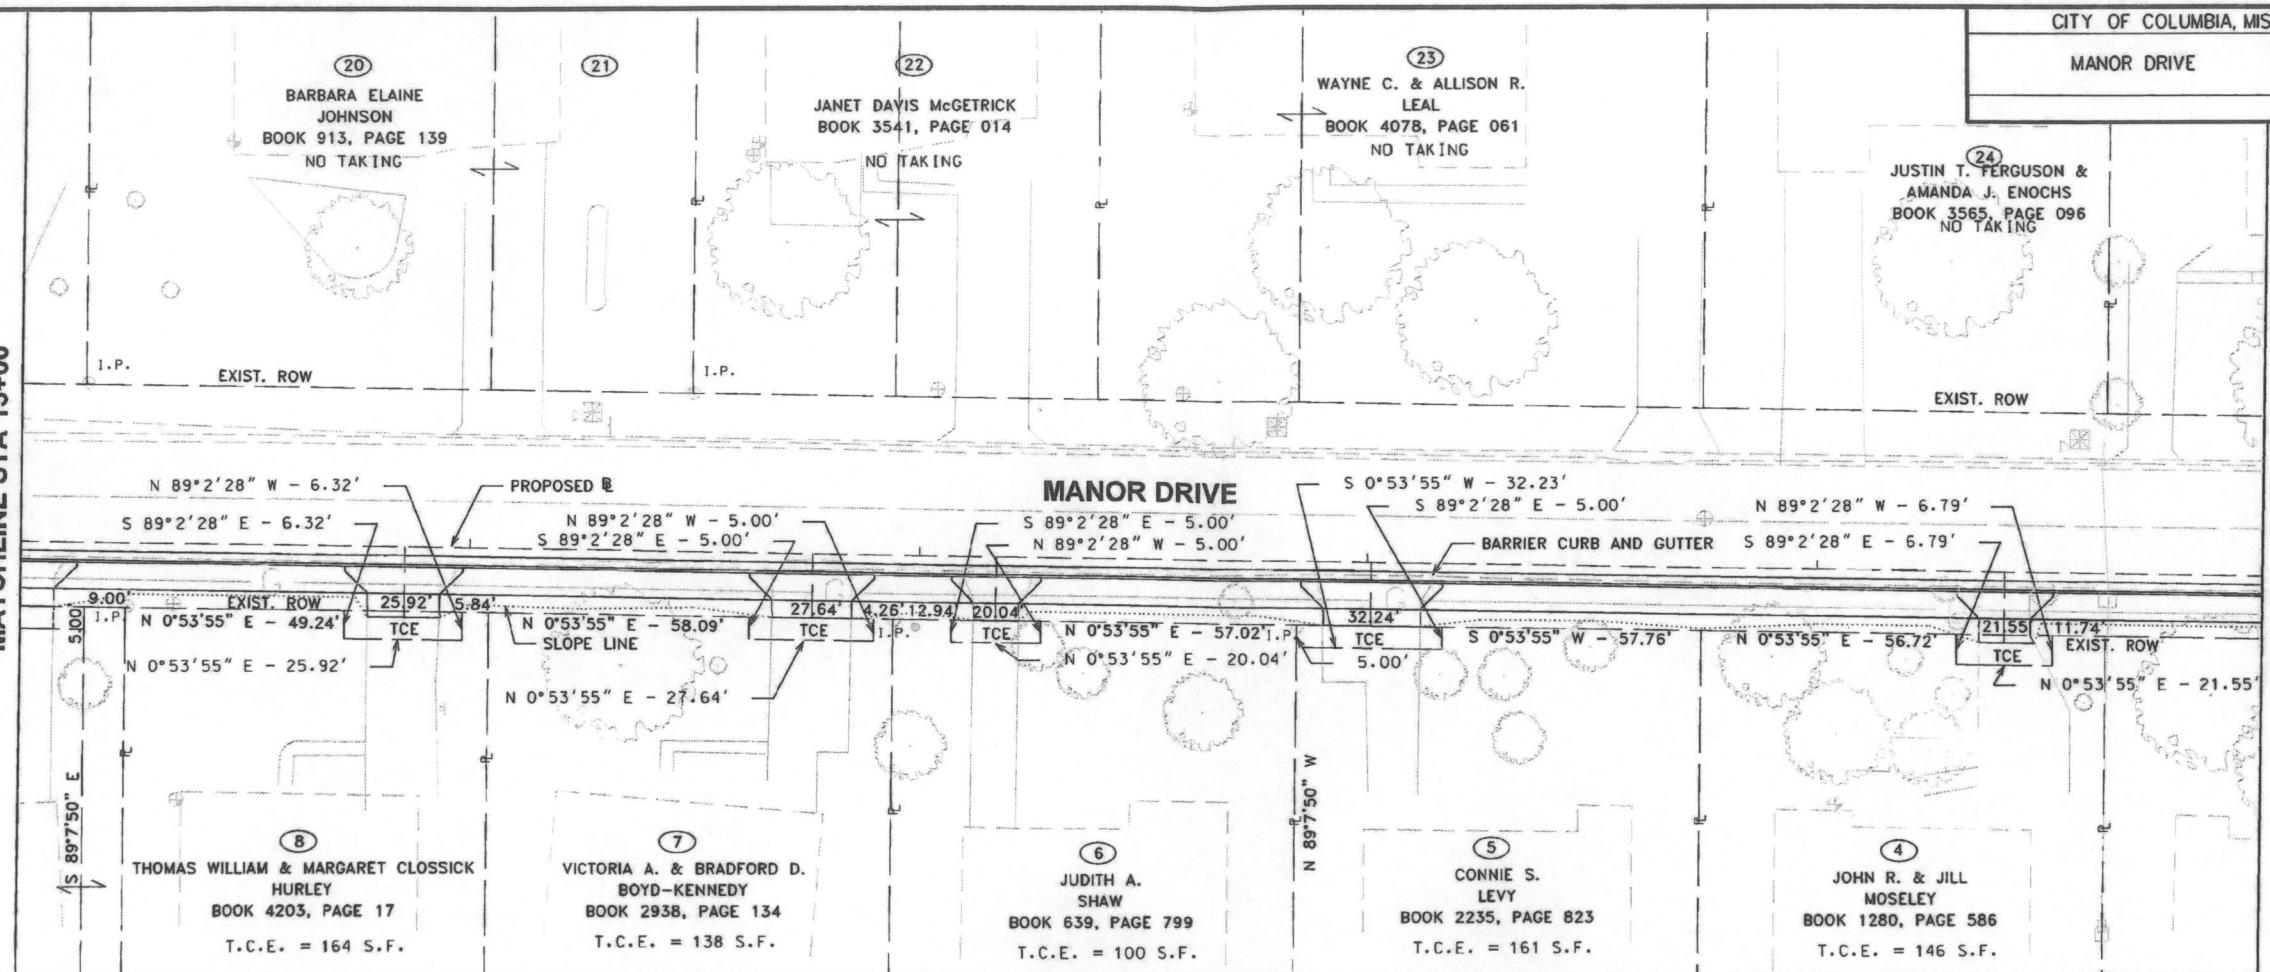 CITY OF COLUMBIA, MIS
MANOR DRIVE
20
BARBARA ELAINE
JOHNSON
BOOK 913, PAGE 139
NO TAKING
21
22
JANET DAVIS McGETRICK
BOOK 3541, PAGE 014
NO TAKING
23
WAYNE C. & ALLISON R.
LEAL
BOOK 4078, PAGE 061
NO TAKING
24
JUSTIN T. FERGUSON &
AMANDA J. ENOCHS
BOOK 3565, PAGE 096
NO TAKING
I.P.
EXIST. ROW
I.P.
EXIST. ROW
MANOR DRIVE
N 89°2'28" W - 6.32'
S 89°2'28" E - 6.32'
PROPOSED
N 89°2'28" W - 5.00'
S 89°2'28" E - 5.00'
S 89°2'28" E - 5.00'
N 89°2'28" W - 5.00'
S 0°53'55" W - 32.23'
S 89°2'28" E - 5.00'
BARRIER CURB AND GUTTER
N 89°2'28" W - 6.79'
S 89°2'28" E - 6.79'
9.00'
5.00
I.P.
EXIST. ROW
N 0°53'55" E - 49.24'
25.92'
TCE
5.84'
N 0°53'55" E - 25.92'
N 0°53'55" E - 58.09'
SLOPE LINE
27.64'
TCE
N 0°53'55" E - 27.64'
4.26'
I.P.
12.94
20.04'
TCE
N 0°53'55" E - 57.02'
I.P.
N 0°53'55" E - 20.04'
32.24'
TCE
5.00'
S 0°53'55" W - 57.76'
N 0°53'55" E - 56.72'
21.55
TCE
11.74'
EXIST. ROW
N 0°53'55" E - 21.55'
S 89°7'50" E
N 89°7'50" W
8
THOMAS WILLIAM & MARGARET CLOSSICK
HURLEY
BOOK 4203, PAGE 17
T.C.E. = 164 S.F.
7
VICTORIA A. & BRADFORD D.
BOYD-KENNEDY
BOOK 2938, PAGE 134
T.C.E. = 138 S.F.
6
JUDITH A.
SHAW
BOOK 639, PAGE 799
T.C.E. = 100 S.F.
5
CONNIE S.
LEVY
BOOK 2235, PAGE 823
T.C.E. = 161 S.F.
4
JOHN R. & JILL
MOSELEY
BOOK 1280, PAGE 586
T.C.E. = 146 S.F.